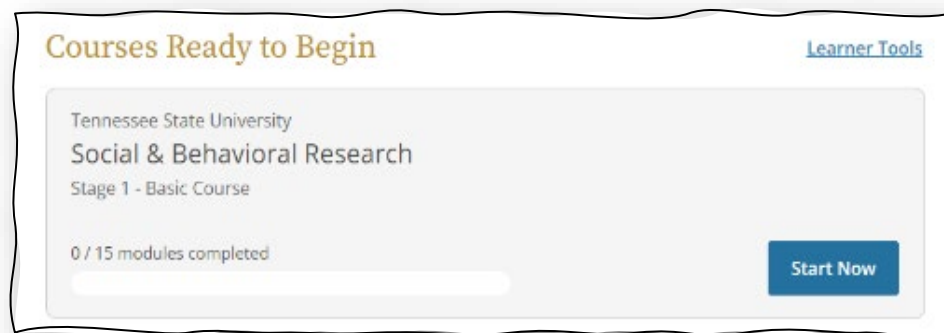 Courses Ready to Begin
Learner Tools
Tennessee State University
Social & Behavioral Research
Stage 1 - Basic Course
0 / 15 modules completed
Start Now